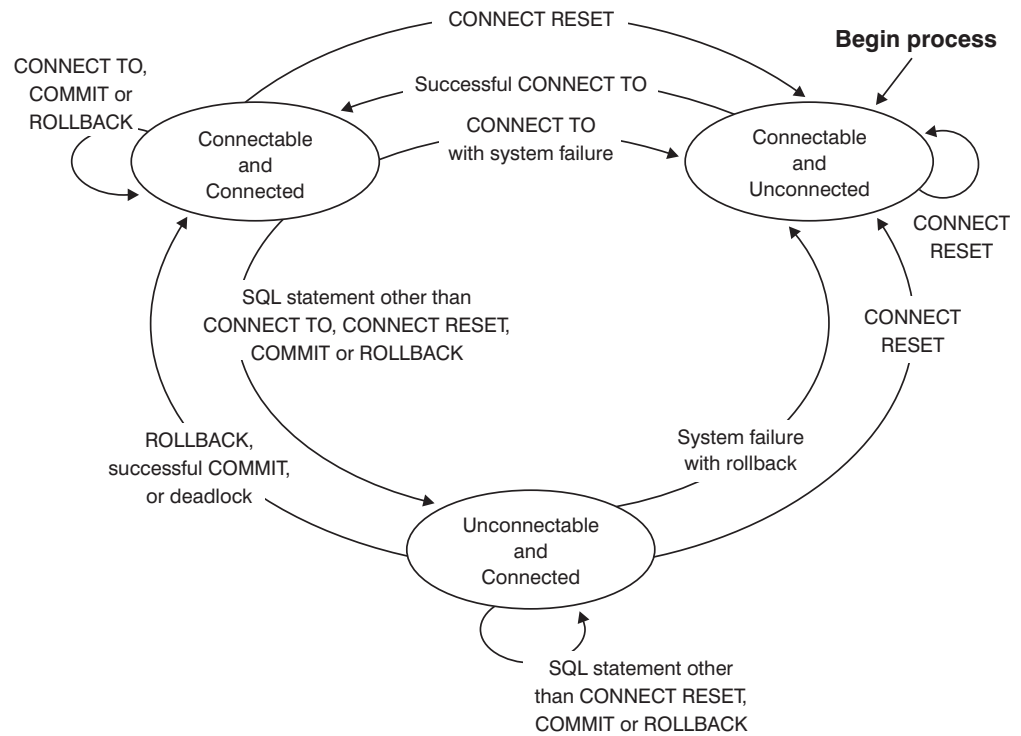 CONNECT RESET
Begin process
CONNECT TO,
COMMIT or
ROLLBACK
Successful CONNECT TO
CONNECT TO
with system failure
Connectable
and
Connected
Connectable
and
Unconnected
CONNECT
RESET
SQL statement other than
CONNECT TO, CONNECT RESET,
COMMIT or ROLLBACK
CONNECT
RESET
ROLLBACK,
successful COMMIT,
or deadlock
System failure
with rollback
Unconnectable
and
Connected
SQL statement other
than CONNECT RESET,
COMMIT or ROLLBACK